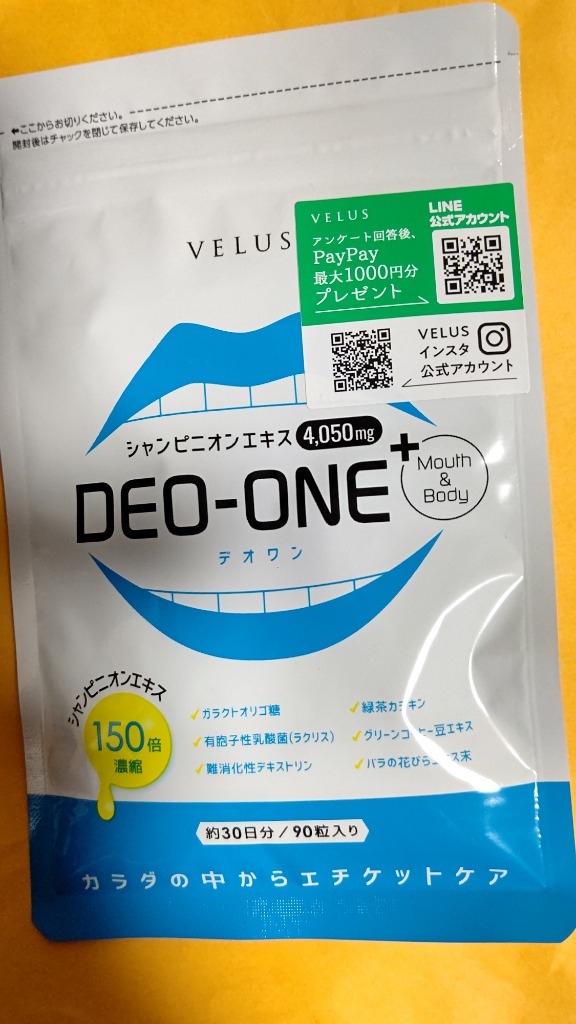 ←ここからお切りください。
開封後はチャックを閉じて保存してください。
VELUS
VELUS
アンケート回答後、
PayPay
最大1000円分
プレゼント
LINE
公式アカウント
VELUS
インスタ
公式アカウント
シャンピニオンエキス 4,050mg
DEO-ONE+
Mouth
&
Body
デオワン
シャンピニオンエキス
150倍
濃縮
ガラクトオリゴ糖
有胞子性乳酸菌(ラクリス)
難消化性デキストリン
緑茶カテキン
グリーンコーヒー豆エキス
バラの花びらエキス末
約30日分/90粒入り
カラダの中からエチケットケア